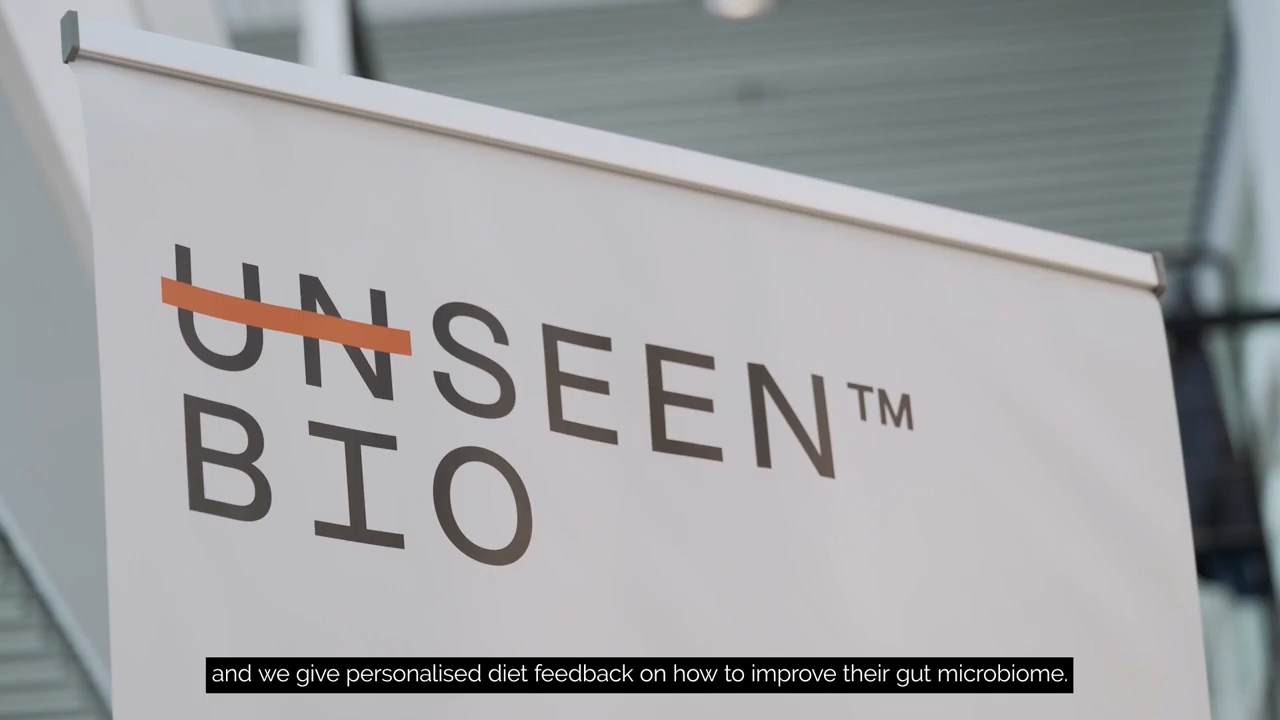 UNSEEN™
BIO
and we give personalised diet feedback on how to improve their gut microbiome.